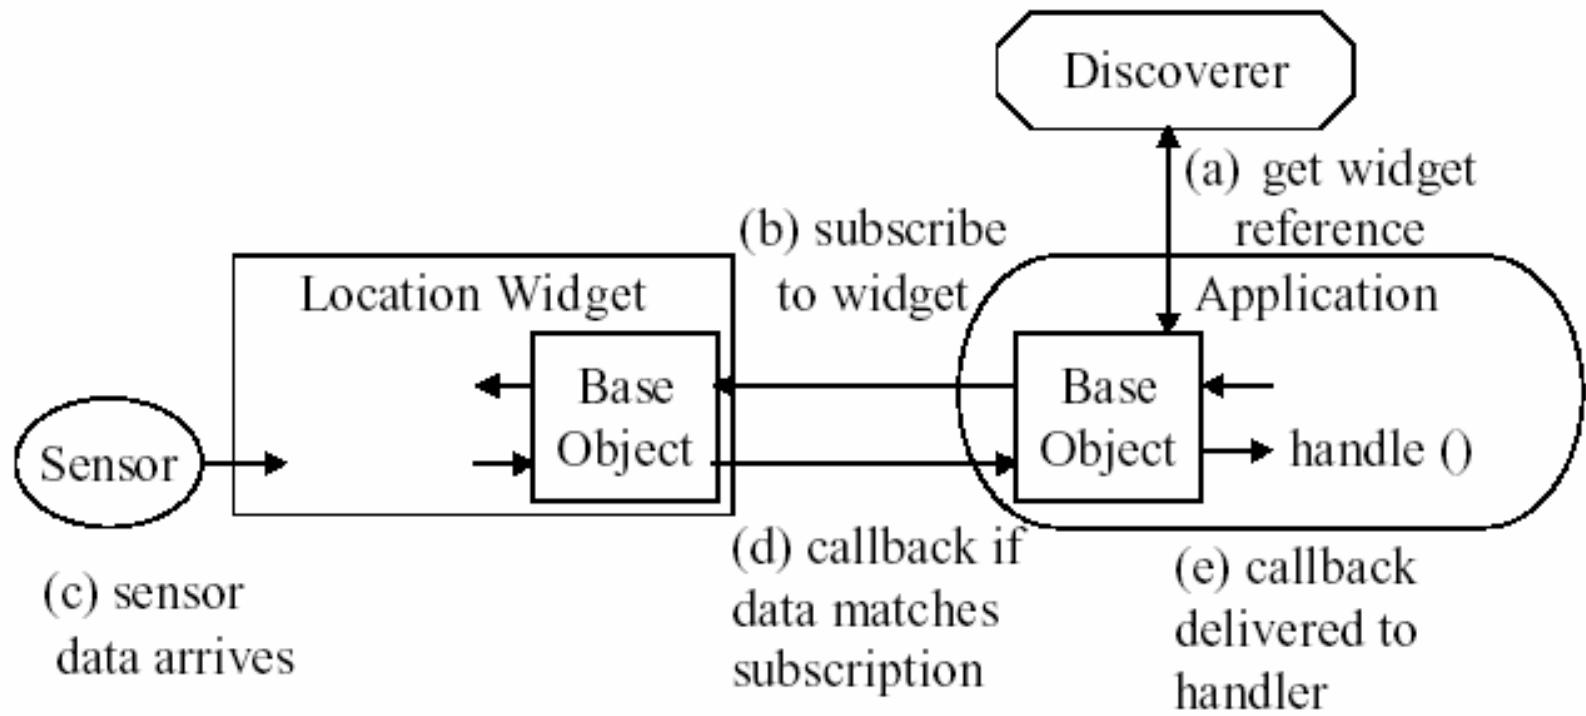 Discoverer
(a) get widget
reference
(b) subscribe
to widget
Location Widget
Application
Base
Object
Base
Object
Sensor
handle ()
(c) sensor
data arrives
(d) callback if
data matches
subscription
(e) callback
delivered to
handler